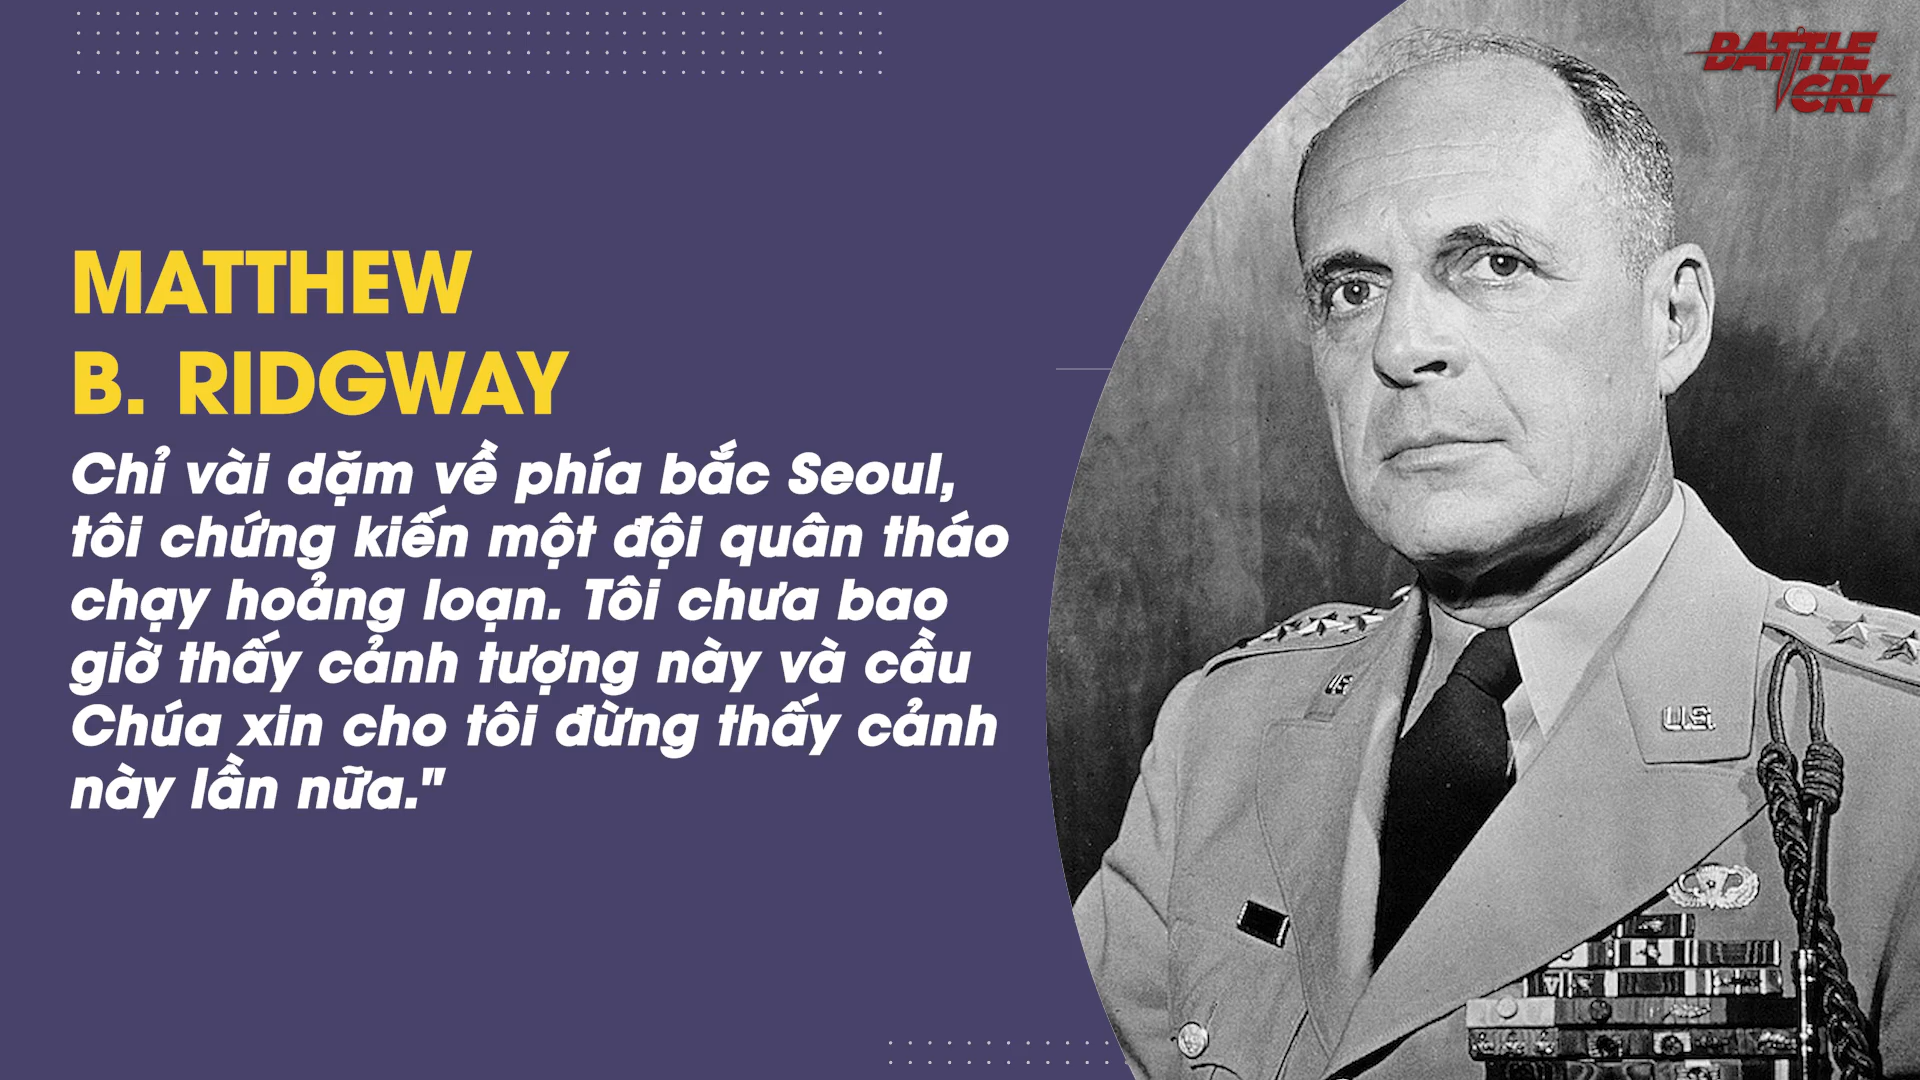 BATTLE
CRY
MATTHEW
B. RIDGWAY
Chỉ vài dặm về phía bắc Seoul,
tôi chứng kiến một đội quân tháo
chạy hoảng loạn. Tôi chưa bao
giờ thấy cảnh tượng này và cầu
Chúa xin cho tôi đừng thấy cảnh
này lần nữa."
U.S.